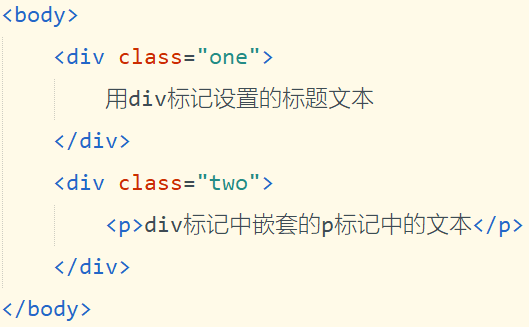 <body>
<div class="one">
用div标记设置的标题文本
</div>
<div class="two">
<p>div标记中嵌套的p标记中的文本</p>
</div>
</body>